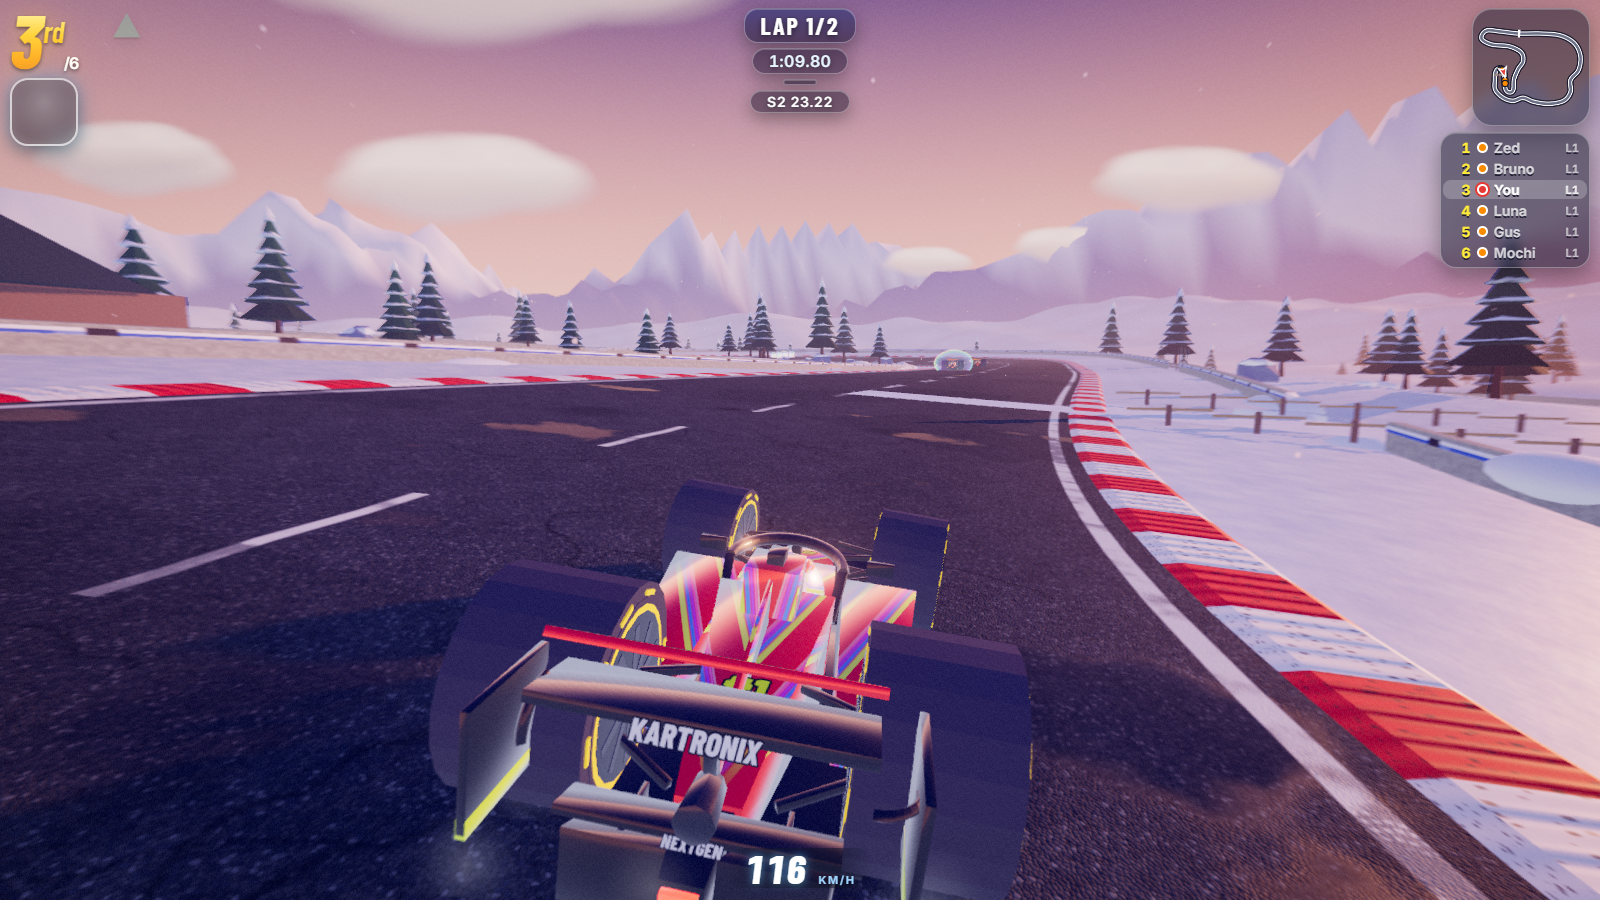 3rd
/6
LAP 1/2
1:09.80
S2 23.22
1 Zed L1
2 Bruno L1
3 You L1
4 Luna L1
5 Gus L1
6 Mochi L1
KARTRONIX
NEXTGEN
116 KM/H